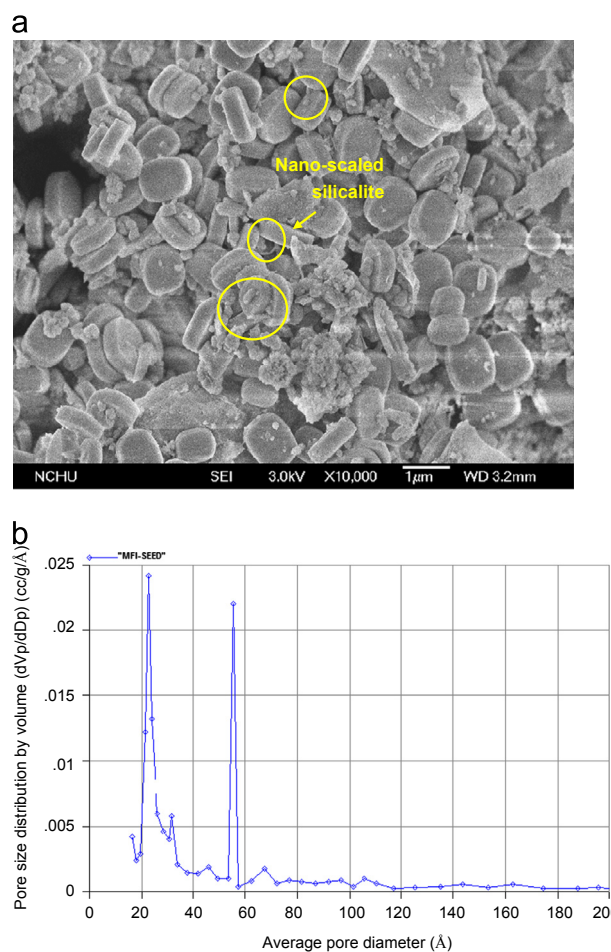 a
Nano-scaled
silicalite
NCHU SEI 3.0kV X10,000 1μm WD 3.2mm
b
"MFI-SEED"
Pore size distribution by volume (dVp/dDp) (cc/g/Å)
.025
.02
.015
.01
.005
0
0 20 40 60 80 100 120 140 160 180 20
Average pore diameter (Å)